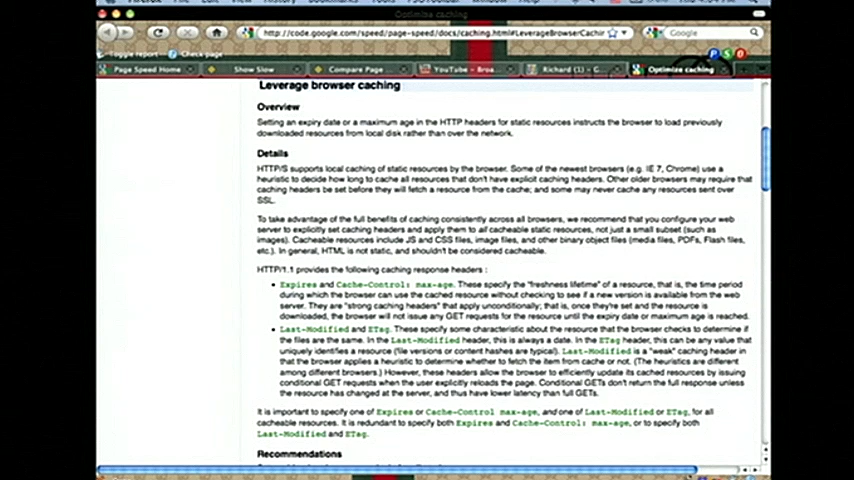 Optimize caching
http://code.google.com/speed/page-speed/docs/caching.html#LeverageBrowserCachin
Google
Toggle report Check page
Page Speed Home Show Slow Compare Page YouTube - Broa... Richard (1) - G... Optimize caching
Leverage browser caching
Overview
Setting an expiry date or a maximum age in the HTTP headers for static resources instructs the browser to load previously
downloaded resources from local disk rather than over the network.
Details
HTTP/S supports local caching of static resources by the browser. Some of the newest browsers (e.g. IE 7, Chrome) use a
heuristic to decide how long to cache all resources that don't have explicit caching headers. Other older browsers may require that
caching headers be set before they will fetch a resource from the cache; and some may never cache any resources sent over
SSL.
To take advantage of the full benefits of caching consistently across all browsers, we recommend that you configure your web
server to explicitly set caching headers and apply them to all cacheable static resources, not just a small subset (such as
images). Cacheable resources include JS and CSS files, image files, and other binary object files (media files, PDFs, Flash files,
etc.). In general, HTML is not static, and shouldn't be considered cacheable.
HTTP/1.1 provides the following caching response headers :
• Expires and Cache-Control: max-age. These specify the "freshness lifetime" of a resource, that is, the time period
during which the browser can use the cached resource without checking to see if a new version is available from the web
server. They are "strong caching headers" that apply unconditionally; that is, once they're set and the resource is
downloaded, the browser will not issue any GET requests for the resource until the expiry date or maximum age is reached.
• Last-Modified and ETag. These specify some characteristic about the resource that the browser checks to determine if
the files are the same. In the Last-Modified header, this is always a date. In the ETag header, this can be any value that
uniquely identifies a resource (file versions or content hashes are typical). Last-Modified is a "weak" caching header in
that the browser applies a heuristic to determine whether to fetch the item from cache or not. (The heuristics are different
among different browsers.) However, these headers allow the browser to efficiently update its cached resources by issuing
conditional GET requests when the user explicitly reloads the page. Conditional GETs don't return the full response unless
the resource has changed at the server, and thus have lower latency than full GETs.
It is important to specify one of Expires or Cache-Control max-age, and one of Last-Modified or ETag, for all
cacheable resources. It is redundant to specify both Expires and Cache-Control: max-age, or to specify both
Last-Modified and ETag.
Recommendations